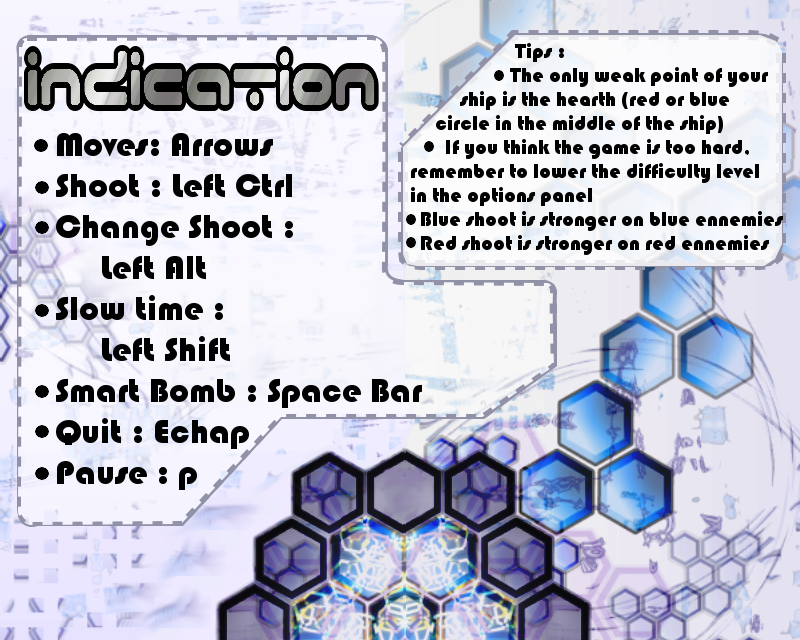 indication
• Moves: Arrows
• Shoot : Left Ctrl
• Change Shoot :
Left Alt
• Slow time :
Left Shift
• Smart Bomb : Space Bar
• Quit : Echap
• Pause : p
Tips :
• The only weak point of your
ship is the hearth (red or blue
circle in the middle of the ship)
• If you think the game is too hard,
remember to lower the difficulty level
in the options panel
• Blue shoot is stronger on blue ennemies
• Red shoot is stronger on red ennemies